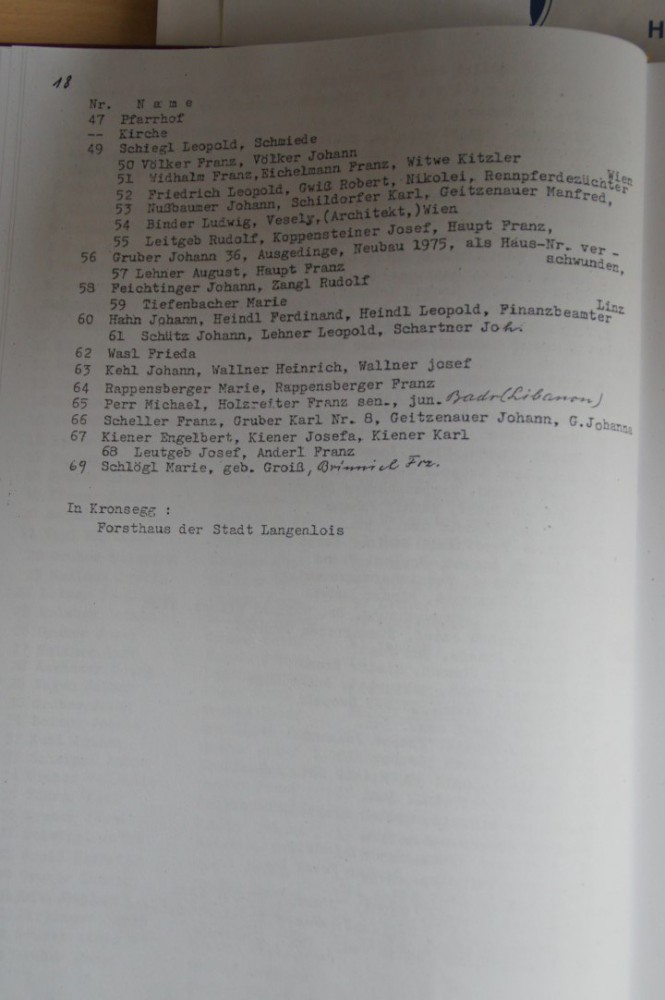 H
18
Nr. Name
47 Pfarrhof
-- Kirche
49 Schiegl Leopold, Schmiede
50 Völker Franz, Völker Johann
51 Widhalm Franz, Eichelmann Franz, Witwe Kitzler
52 Friedrich Leopold, Gwiß Robert, Nikolei, Rennpferdezüchter Wien
53 Nußbaumer Johann, Schildorfer Karl, Geitzenauer Manfred,
54 Binder Ludwig, Vesely,(Architekt,)Wien
55 Leitgeb Rudolf, Koppensteiner Josef, Haupt Franz,
56 Gruber Johann 36, Ausgedinge, Neubau 1975, als Haus-Nr. ver-
schwunden,
57 Lehner August, Haupt Franz
58 Feichtinger Johann, Zangl Rudolf
59 Tiefenbacher Marie
60 Hahn Johann, Heindl Ferdinand, Heindl Leopold, Finanzbeamter Linz
61 Schütz Johann, Lehner Leopold, Schartner Joh.
62 Wasl Frieda
63 Kehl Johann, Wallner Heinrich, Wallner josef
64 Rappensberger Marie, Rappensberger Franz
65 Perr Michael, Holzreiter Franz sen., jun. Badr (Libanon)
66 Scheller Franz, Gruber Karl Nr. 8, Geitzenauer Johann, G.Johanna
67 Kiener Engelbert, Kiener Josefa, Kiener Karl
68 Leutgeb Josef, Anderl Franz
69 Schlögl Marie, geb. Groiß, Frz.
In Kronsegg :
Forsthaus der Stadt Langenlois